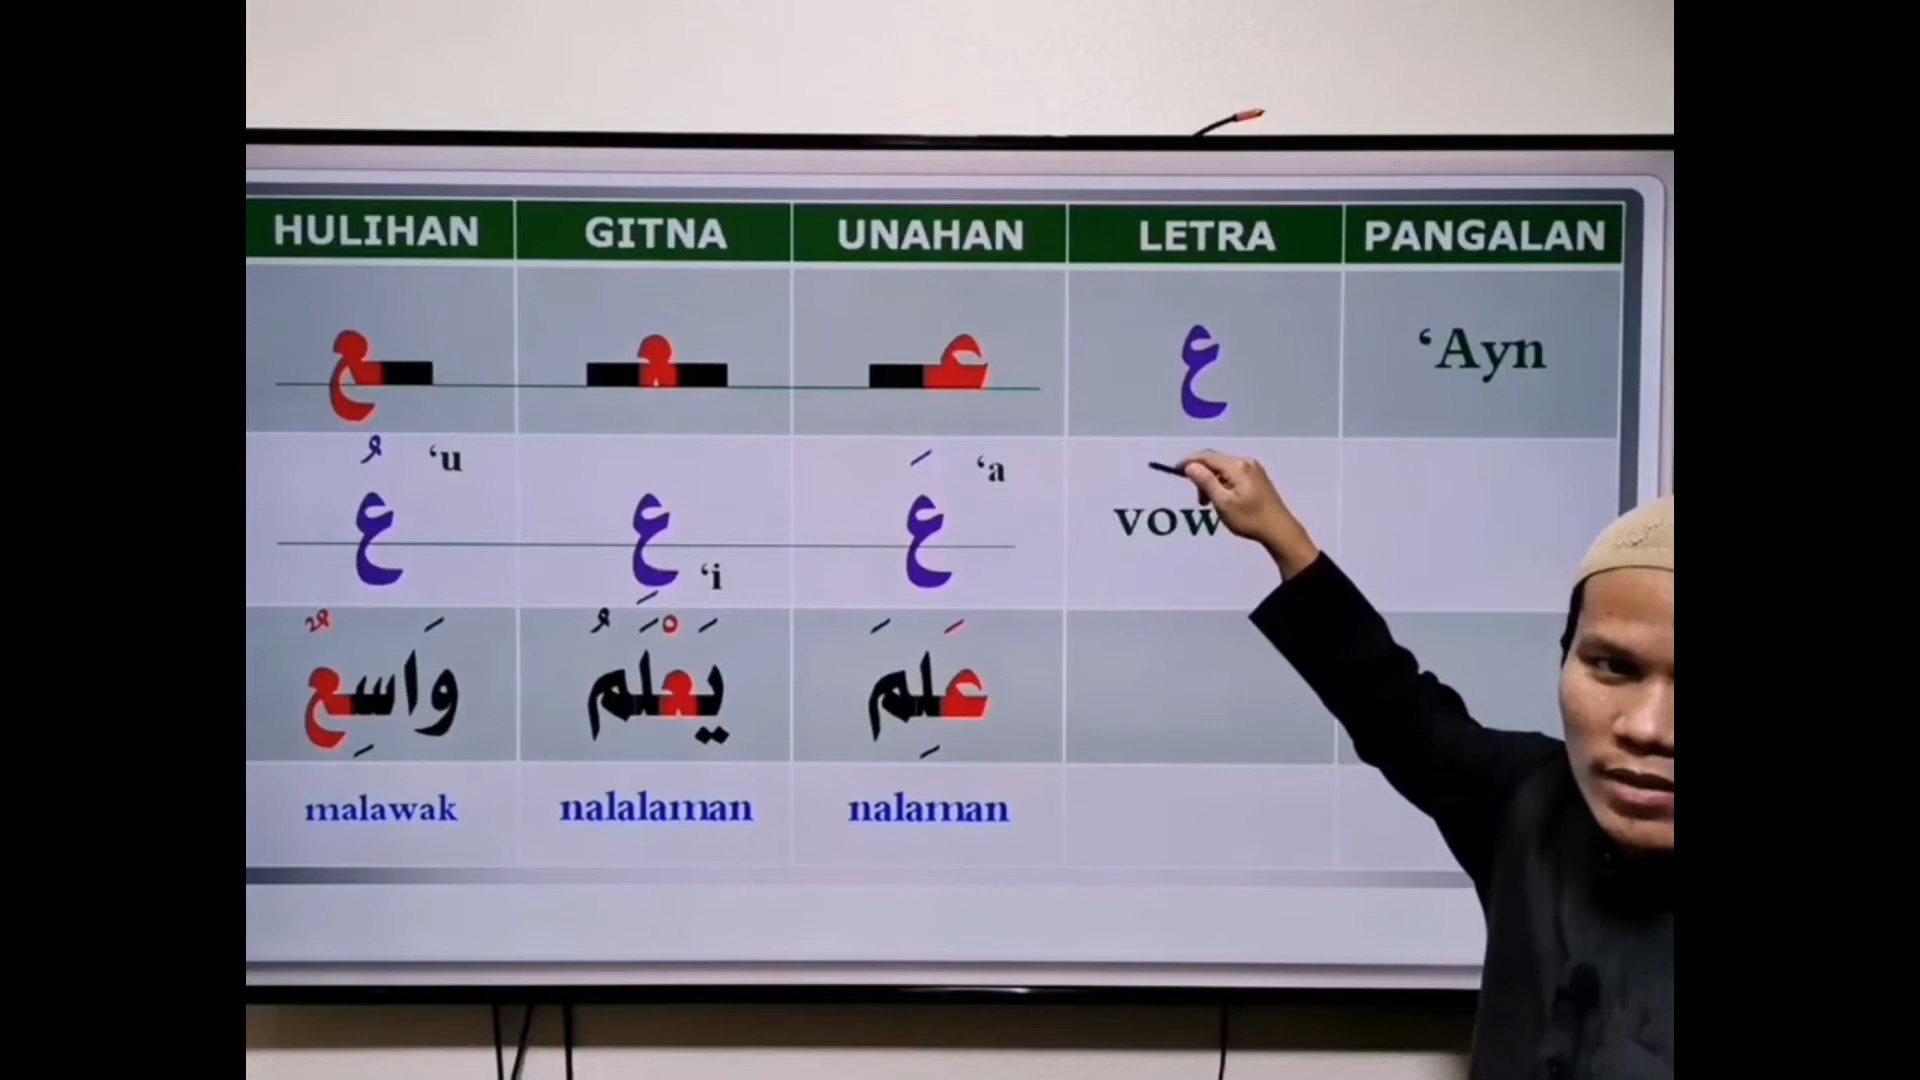 HULIHAN GITNA UNAHAN LETRA PANGALAN
ـع ـعـ عـ ع ‘Ayn
عُ ‘u عِ ‘i عَ ‘a
وَاسِعٌ يَعْلَمُ عَلِمَ
malawak nalalaman nalaman